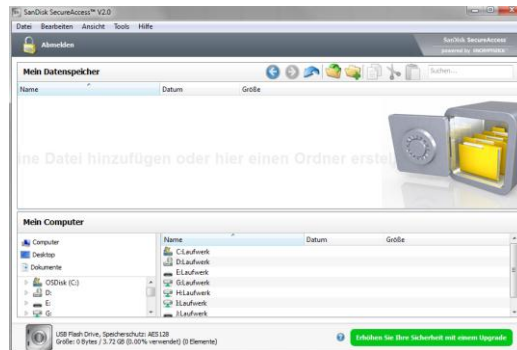 SanDisk SecureAccess™ V2.0
Datei Bearbeiten Ansicht Tools Hilfe
Abmelden
SanDisk SecureAccess
powered by
Mein Datenspeicher
Suchen...
Name Datum Größe
ine Datei hinzufügen oder hier einen Ordner erstel
Mein Computer
Computer
Desktop
Dokumente
OSDisk (C:)
D:
E:
G:
Name Datum Größe
C:Laufwerk
D:Laufwerk
E:Laufwerk
G:Laufwerk
H:Laufwerk
I:Laufwerk
J:Laufwerk
USB Flash Drive, Speicherschutz: AES128
Größe: 0 Bytes / 3.72 GB (0.00% verwendet) (0 Elemente)
Erhöhen Sie Ihre Sicherheit mit einem Upgrade